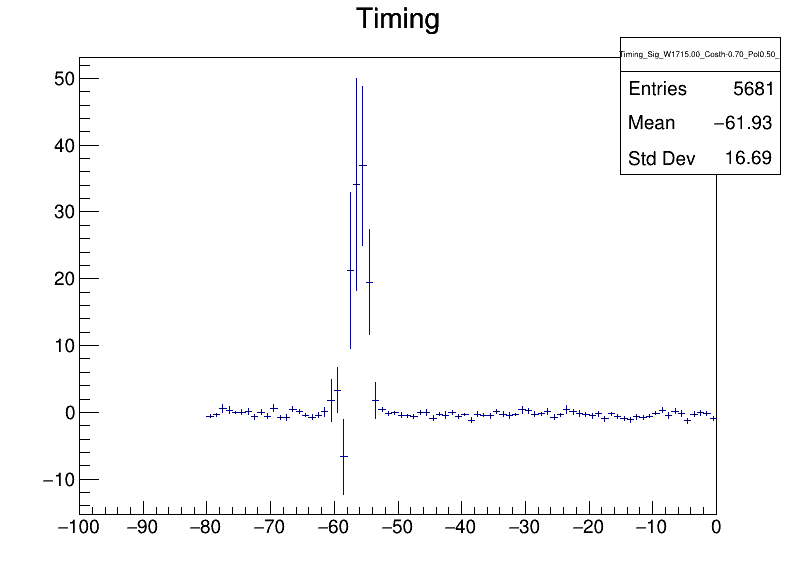 Timing
Timing_Sig_W1715.00_Costh-0.70_Pol0.50_
Entries 5681
Mean −61.93
Std Dev 16.69
50
40
30
20
10
0
−10
−100 −90 −80 −70 −60 −50 −40 −30 −20 −10 0